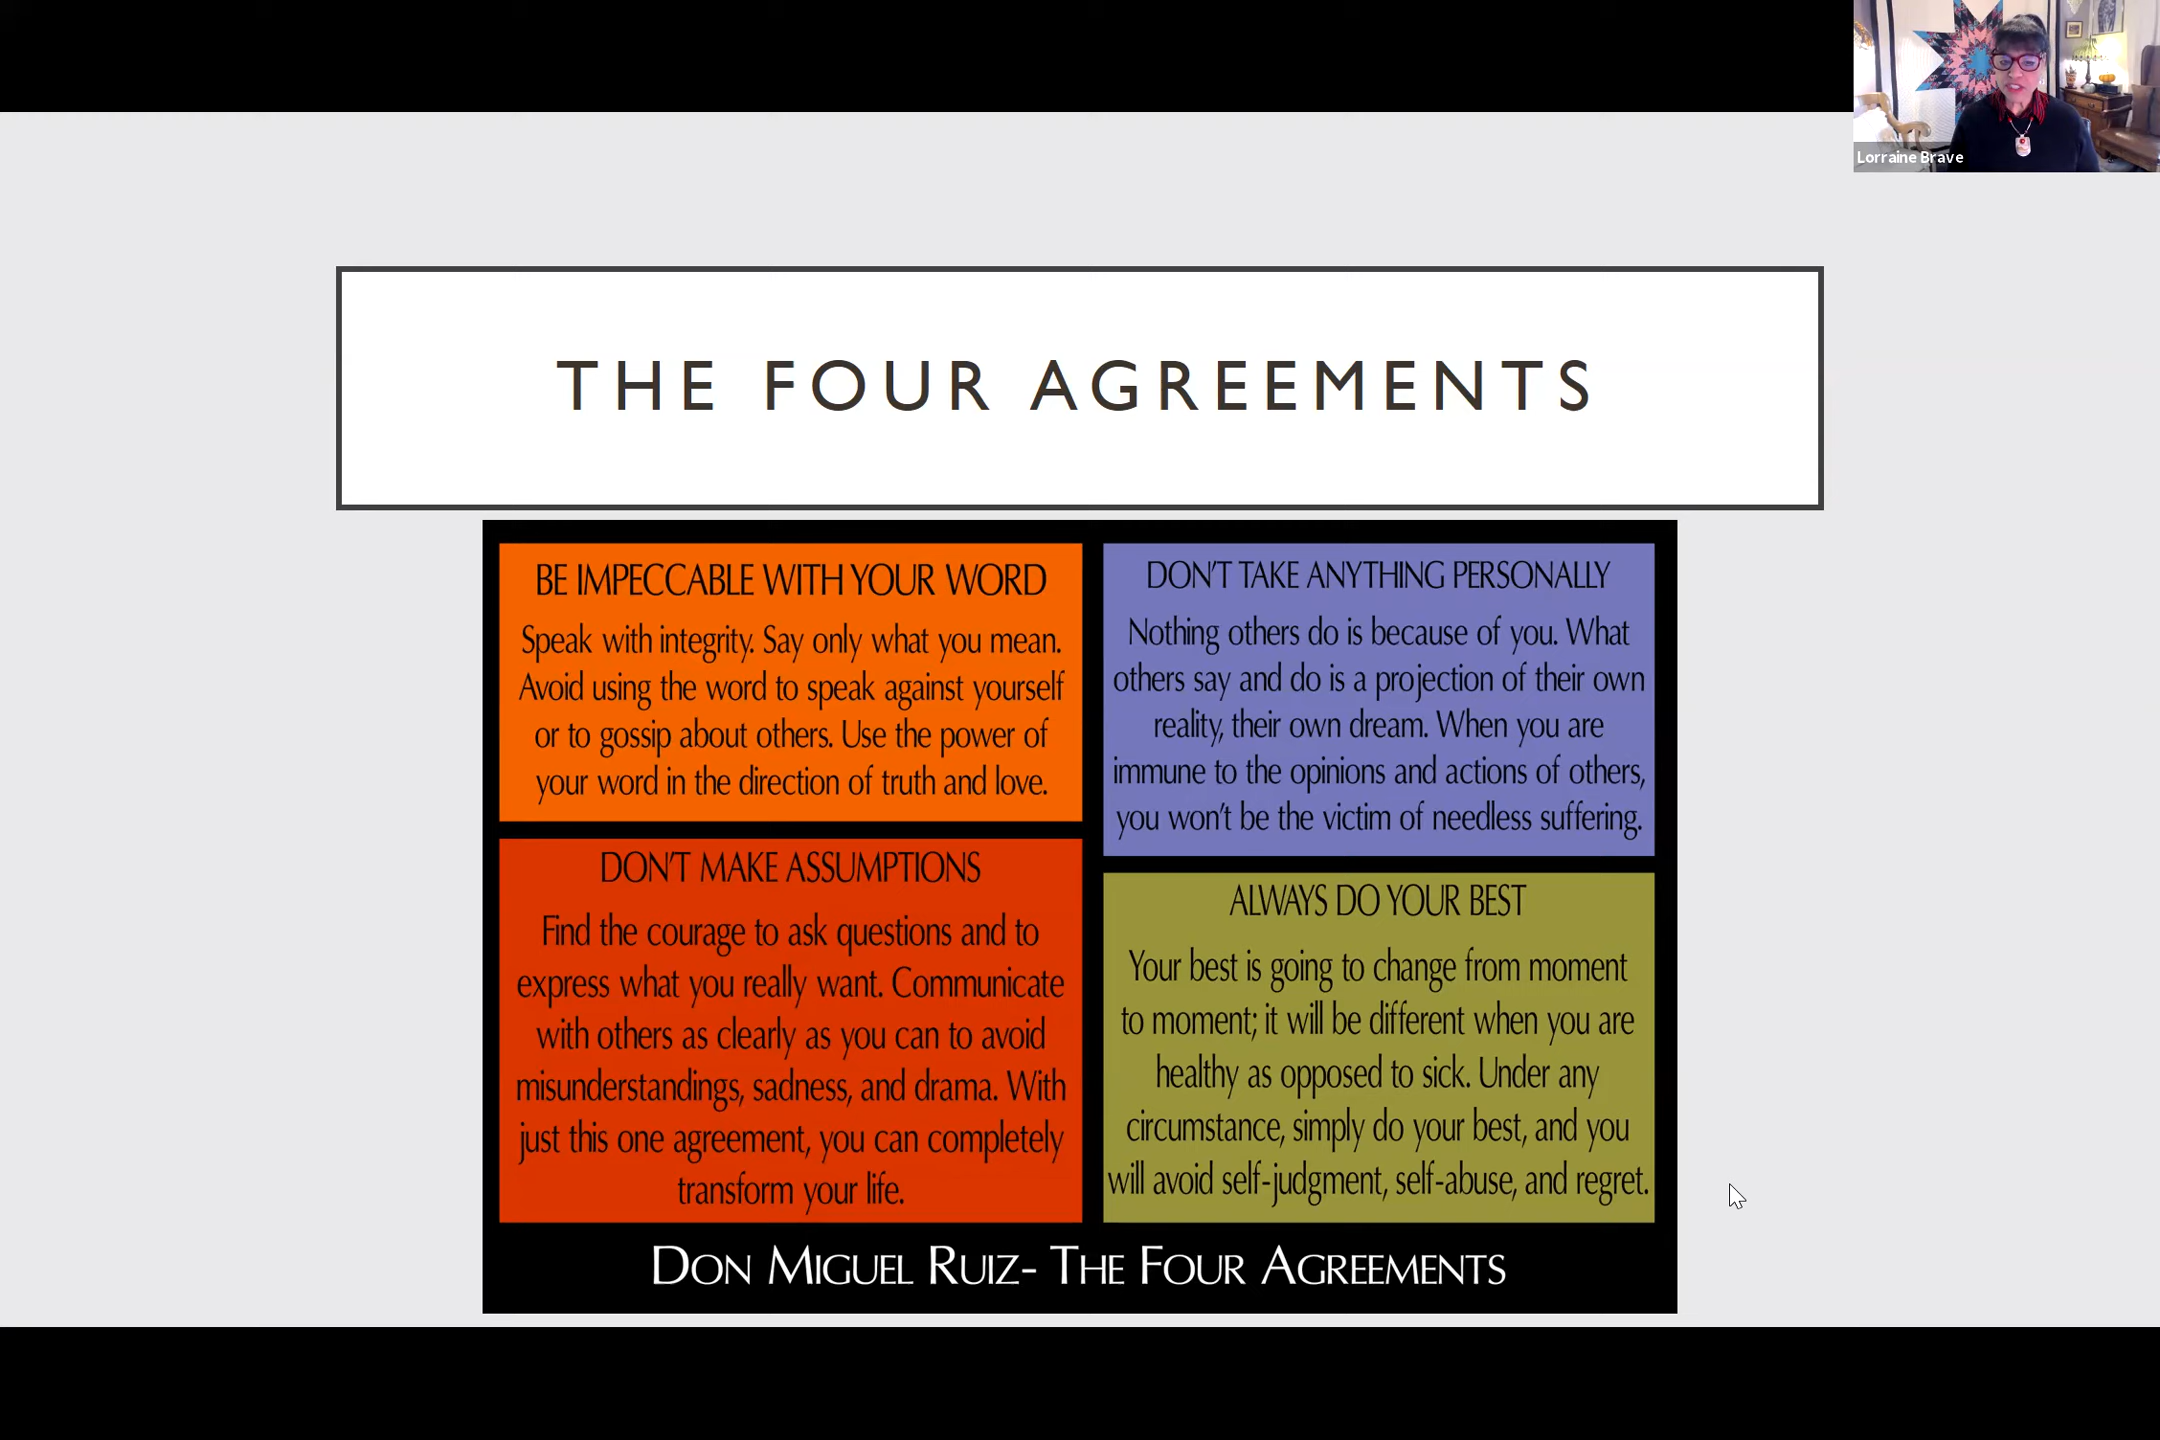 Lorraine Brave
THE FOUR AGREEMENTS
BE IMPECCABLE WITH YOUR WORD
Speak with integrity. Say only what you mean.
Avoid using the word to speak against yourself
or to gossip about others. Use the power of
your word in the direction of truth and love.
DON'T TAKE ANYTHING PERSONALLY
Nothing others do is because of you. What
others say and do is a projection of their own
reality, their own dream. When you are
immune to the opinions and actions of others,
you won't be the victim of needless suffering.
DON'T MAKE ASSUMPTIONS
Find the courage to ask questions and to
express what you really want. Communicate
with others as clearly as you can to avoid
misunderstandings, sadness, and drama. With
just this one agreement, you can completely
transform your life.
ALWAYS DO YOUR BEST
Your best is going to change from moment
to moment; it will be different when you are
healthy as opposed to sick. Under any
circumstance, simply do your best, and you
will avoid self-judgment, self-abuse, and regret.
DON MIGUEL RUIZ- THE FOUR AGREEMENTS